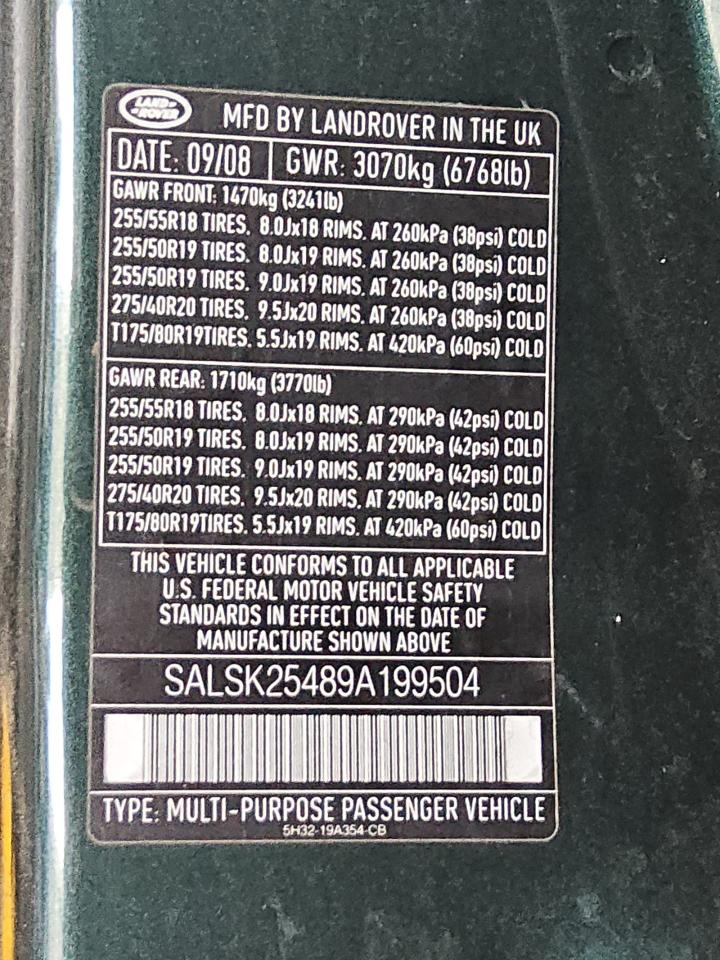 LAND-
-ROVER
MFD BY LANDROVER IN THE UK
DATE: 09/08 GWR: 3070kg (6768lb)
GAWR FRONT: 1470kg (3241lb)
255/55R18 TIRES. 8.0Jx18 RIMS. AT 260kPa (38psi) COLD
255/50R19 TIRES. 8.0Jx19 RIMS. AT 260kPa (38psi) COLD
255/50R19 TIRES. 9.0Jx19 RIMS. AT 260kPa (38psi) COLD
275/40R20 TIRES. 9.5Jx20 RIMS. AT 260kPa (38psi) COLD
T175/80R19TIRES. 5.5Jx19 RIMS. AT 420kPa (60psi) COLD
GAWR REAR: 1710kg (3770lb)
255/55R18 TIRES. 8.0Jx18 RIMS. AT 290kPa (42psi) COLD
255/50R19 TIRES. 8.0Jx19 RIMS. AT 290kPa (42psi) COLD
255/50R19 TIRES. 9.0Jx19 RIMS. AT 290kPa (42psi) COLD
275/40R20 TIRES. 9.5Jx20 RIMS. AT 290kPa (42psi) COLD
T175/80R19TIRES. 5.5Jx19 RIMS. AT 420kPa (60psi) COLD
THIS VEHICLE CONFORMS TO ALL APPLICABLE
U.S. FEDERAL MOTOR VEHICLE SAFETY
STANDARDS IN EFFECT ON THE DATE OF
MANUFACTURE SHOWN ABOVE
SALSK25489A199504
TYPE: MULTI-PURPOSE PASSENGER VEHICLE
5H32-19A354-CB